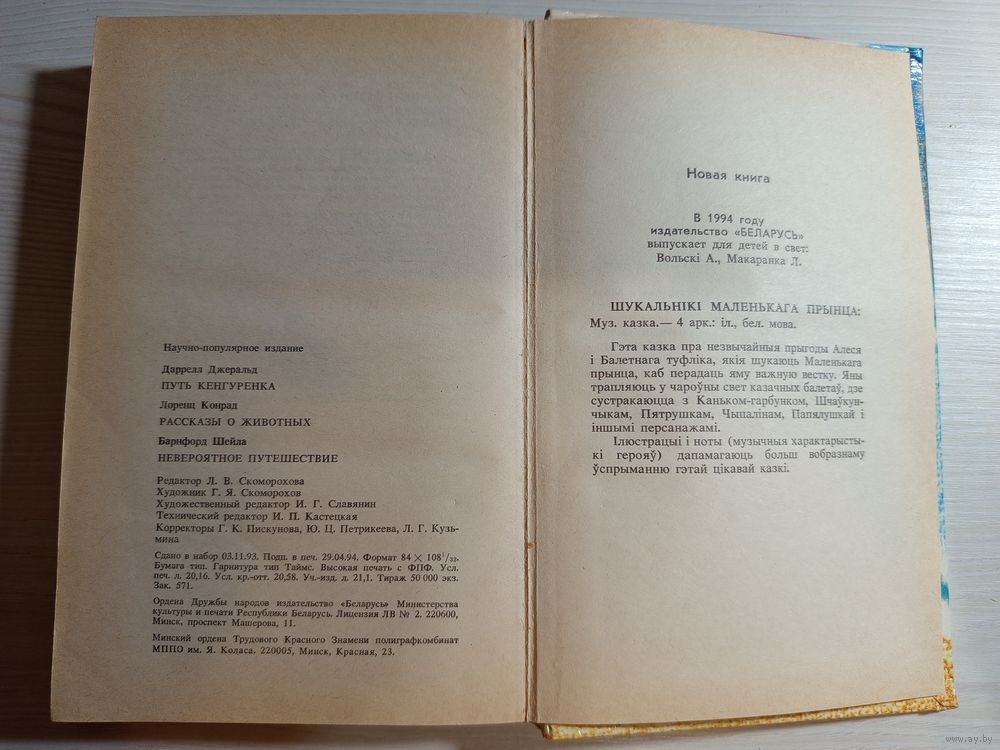 Научно-популярное издание
Даррелл Джеральд
ПУТЬ КЕНГУРЕНКА
Лоренц Конрад
РАССКАЗЫ О ЖИВОТНЫХ
Барнфорд Шейла
НЕВЕРОЯТНОЕ ПУТЕШЕСТВИЕ
Редактор Л. В. Скоморохова
Художник Г. Я. Скоморохов
Художественный редактор И. Г. Славянин
Технический редактор И. П. Кастецкая
Корректоры Г. К. Пискунова, Ю. Ц. Петрикеева, Л. Г. Кузь-
мина
Сдано в набор 03.11.93. Подп. в печ. 29.04.94. Формат 84 × 108¹/₃₂.
Бумага тип. Гарнитура тип Таймс. Высокая печать с ФПФ. Усл.
печ. л. 20,16. Усл. кр.-отт. 20,58. Уч.-изд. л. 21,1. Тираж 50 000 экз.
Зак. 571.
Ордена Дружбы народов издательство «Беларусь» Министерства
культуры и печати Республики Беларусь. Лицензия ЛВ № 2. 220600,
Минск, проспект Машерова, 11.
Минский ордена Трудового Красного Знамени полиграфкомбинат
МППО им. Я. Коласа. 220005, Минск, Красная, 23.
Новая книга
В 1994 году
издательство «БЕЛАРУСЬ»
выпускает для детей в свет:
Вольскі А., Макаранка Л.
ШУКАЛЬНІКІ МАЛЕНЬКАГА ПРЫНЦА:
Муз. казка.— 4 арк.: іл., бел. мова.
Гэта казка пра незвычайныя прыгоды Алеся
і Балетнага туфліка, якія шукаюць Маленькага
прынца, каб перадаць яму важную вестку. Яны
трапляюць у чароўны свет казачных балетаў, дзе
сустракаюцца з Каньком-гарбунком, Шчаўкун-
чыкам, Пятрушкам, Чыпалінам, Папялушкай і
іншымі персанажамі.
Ілюстрацыі і ноты (музычныя характарысты-
кі герояў) дапамагаюць больш вобразнаму
ўспрыманню гэтай цікавай казкі.
www.ay.by